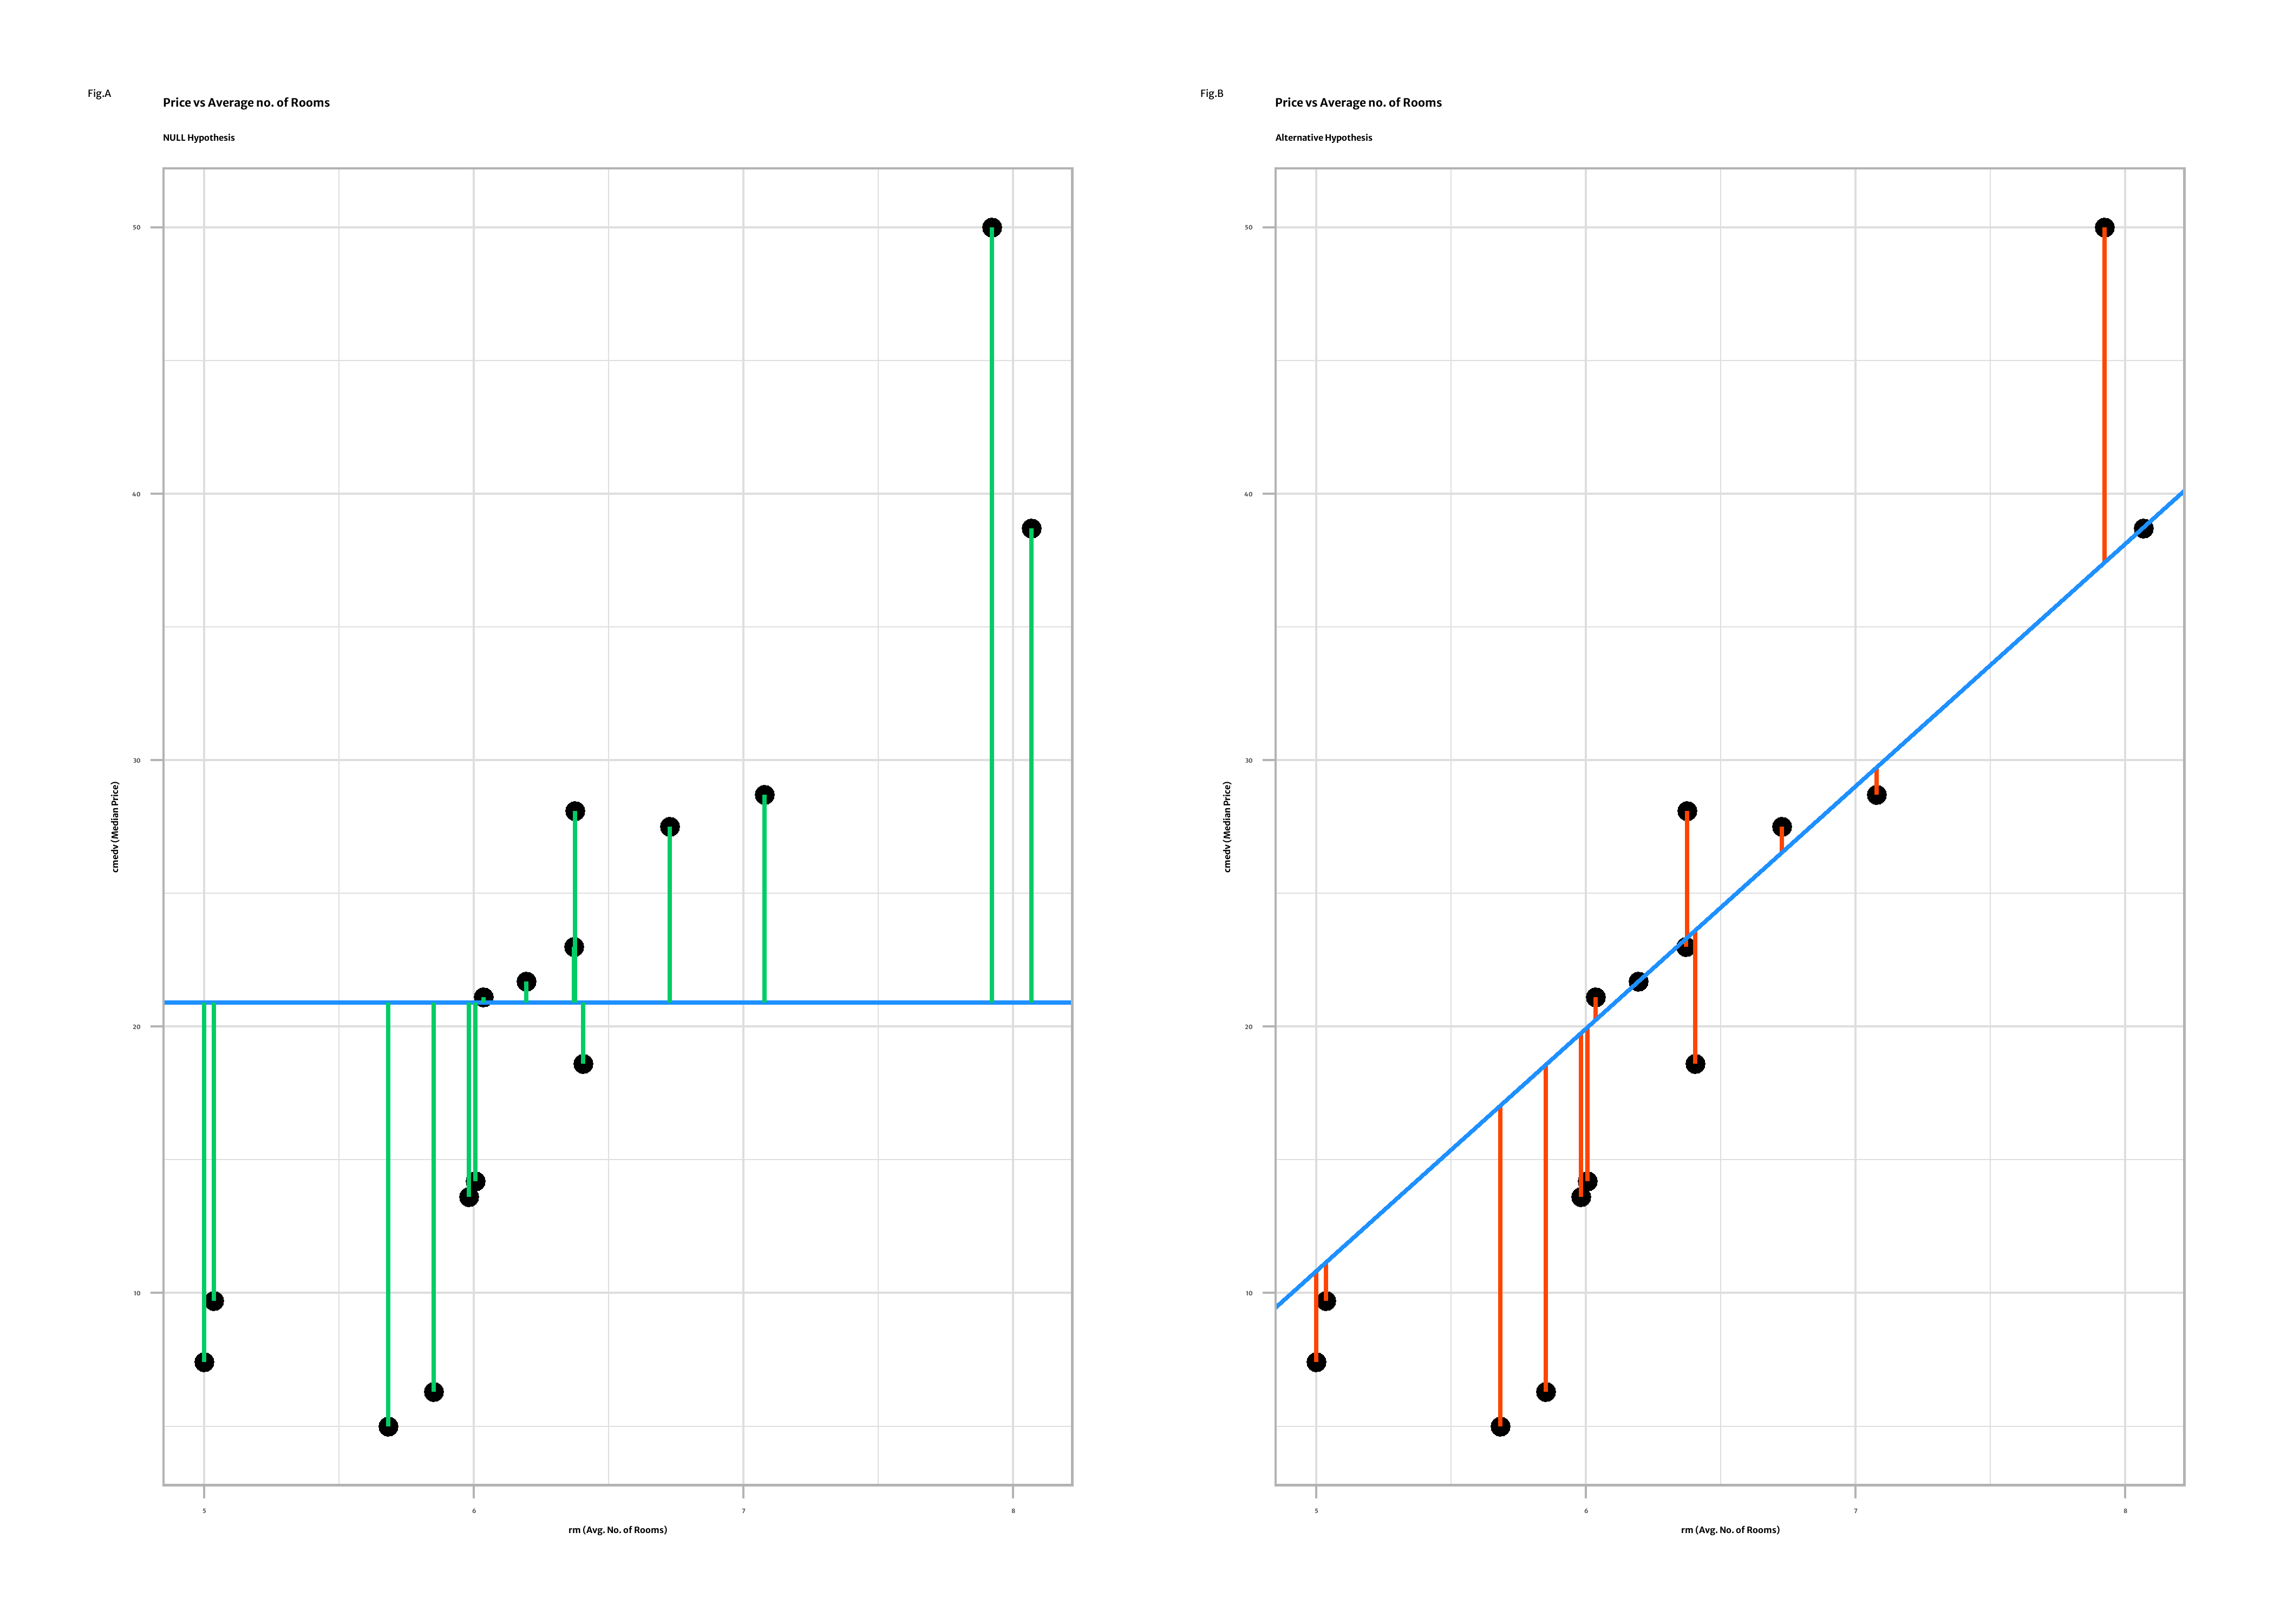 Fig.A
Price vs Average no. of Rooms
NULL Hypothesis
50
40
30
20
10
cmedv (Median Price)
5 6 7 8
rm (Avg. No. of Rooms)
Fig.B
Price vs Average no. of Rooms
Alternative Hypothesis
50
40
30
20
10
cmedv (Median Price)
5 6 7 8
rm (Avg. No. of Rooms)